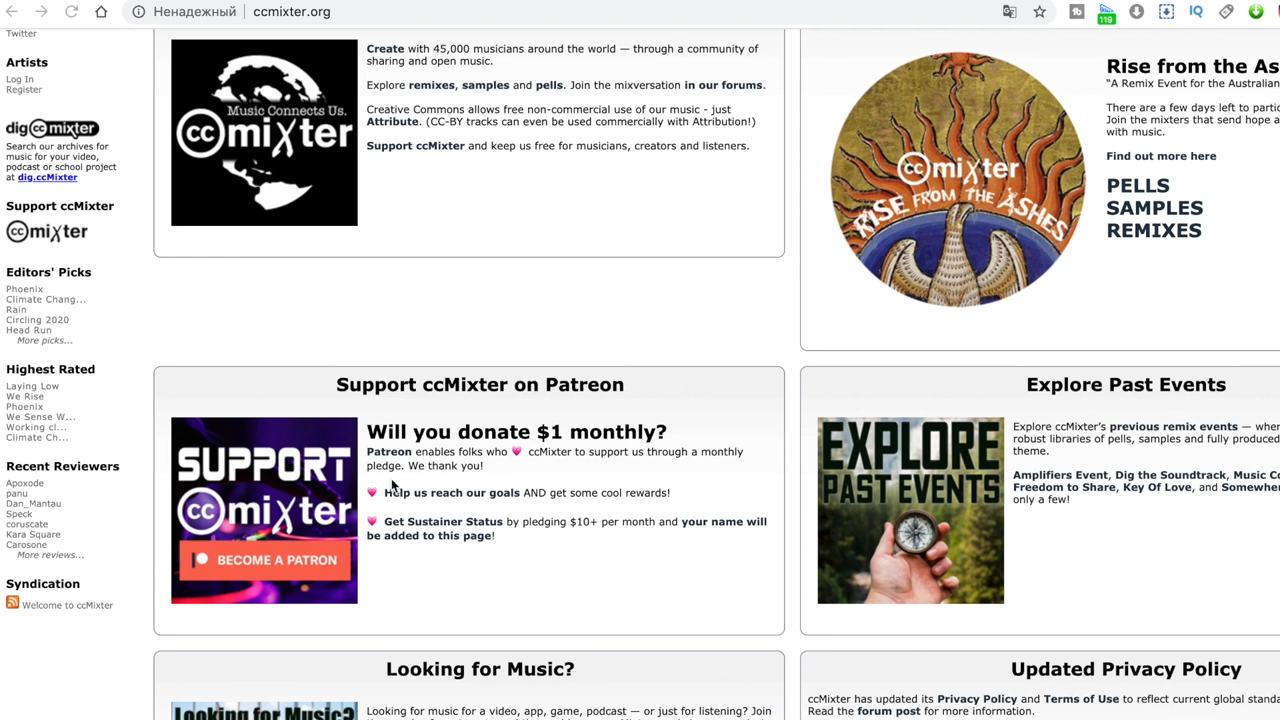 Ненадежный
ccmixter.org
119
Twitter
Artists
Log In
Register
dig ccmixter
Search our archives for
music for your video,
podcast or school project
at dig.ccMixter
Support ccMixter
ccmixter
Editors' Picks
Phoenix
Climate Chang...
Rain
Circling 2020
Head Run
More picks...
Highest Rated
Laying Low
We Rise
Phoenix
We Sense W...
Working cl...
Climate Ch...
Recent Reviewers
Apoxode
panu
Dan_Mantau
Speck
coruscate
Kara Square
Carosone
More reviews...
Syndication
Welcome to ccMixter
Music Connects Us.
ccmixter
Create with 45,000 musicians around the world — through a community of
sharing and open music.
Explore remixes, samples and pells. Join the mixversation in our forums.
Creative Commons allows free non-commercial use of our music - just
Attribute. (CC-BY tracks can even be used commercially with Attribution!)
Support ccMixter and keep us free for musicians, creators and listeners.
ccmixter
RISE FROM THE ASHES
Rise from the As
“A Remix Event for the Australian
There are a few days left to parti
Join the mixters that send hope a
with music.
Find out more here
PELLS
SAMPLES
REMIXES
Support ccMixter on Patreon
SUPPORT
ccmixter
BECOME A PATRON
Will you donate $1 monthly?
Patreon enables folks who 💗 ccMixter to support us through a monthly
pledge. We thank you!
💗 Help us reach our goals AND get some cool rewards!
💗 Get Sustainer Status by pledging $10+ per month and your name will
be added to this page!
Explore Past Events
EXPLORE
PAST EVENTS
Explore ccMixter's previous remix events — wher
robust libraries of pells, samples and fully produced
theme.
Amplifiers Event, Dig the Soundtrack, Music Co
Freedom to Share, Key Of Love, and Somewhe
only a few!
Looking for Music?
Looking for Music?
Looking for music for a video, app, game, podcast — or just for listening? Join
Updated Privacy Policy
ccMixter has updated its Privacy Policy and Terms of Use to reflect current global standa
Read the forum post for more information.